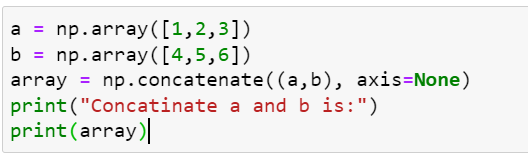 a = np.array([1,2,3])
b = np.array([4,5,6])
array = np.concatenate((a,b), axis=None)
print("Concatinate a and b is:")
print(array)